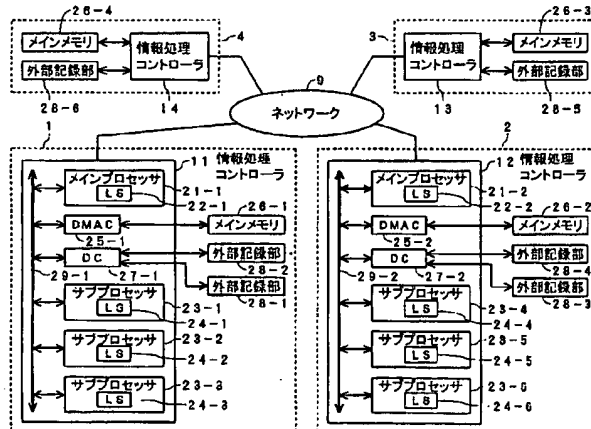 26-4
メインメモリ
外部記録部
28-6
情報処理
コントローラ
14
4
3
情報処理
コントローラ
13
26-3
メインメモリ
外部記録部
28-5
9
ネットワーク
1
11
情報処理
コントローラ
メインプロセッサ
LS
21-1
22-1
26-1
DMAC
メインメモリ
25-1
DC
外部記録部
29-1
27-1
28-2
外部記録部
28-1
サブプロセッサ
23-1
LS
24-1
サブプロセッサ
23-2
LS
24-2
サブプロセッサ
23-3
LS
24-3
2
12
情報処理
コントローラ
メインプロセッサ
LS
21-2
22-2
26-2
DMAC
メインメモリ
25-2
DC
外部記録部
29-2
27-2
28-4
外部記録部
28-3
サブプロセッサ
23-4
LS
24-4
サブプロセッサ
23-5
LS
24-5
サブプロセッサ
23-6
LS
24-6